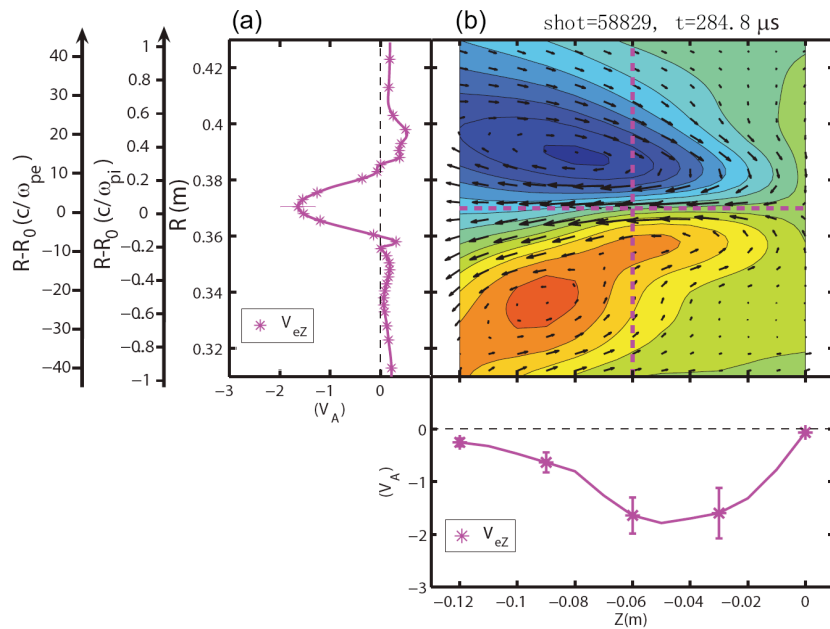 (a)
(b)
shot=58829, t=284.8 μs
R-R0 (c/ωpe)
40
30
20
10
0
−10
−20
−30
−40
R-R0 (c/ωpi)
1
0.8
0.6
0.4
0.2
0
−0.2
−0.4
−0.6
−0.8
−1
R (m)
0.42
0.4
0.38
0.36
0.34
0.32
VeZ
−3 −2 −1 0
(VA)
0
−1
−2
−3
(VA)
VeZ
−0.12 −0.1 −0.08 −0.06 −0.04 −0.02 0
Z(m)